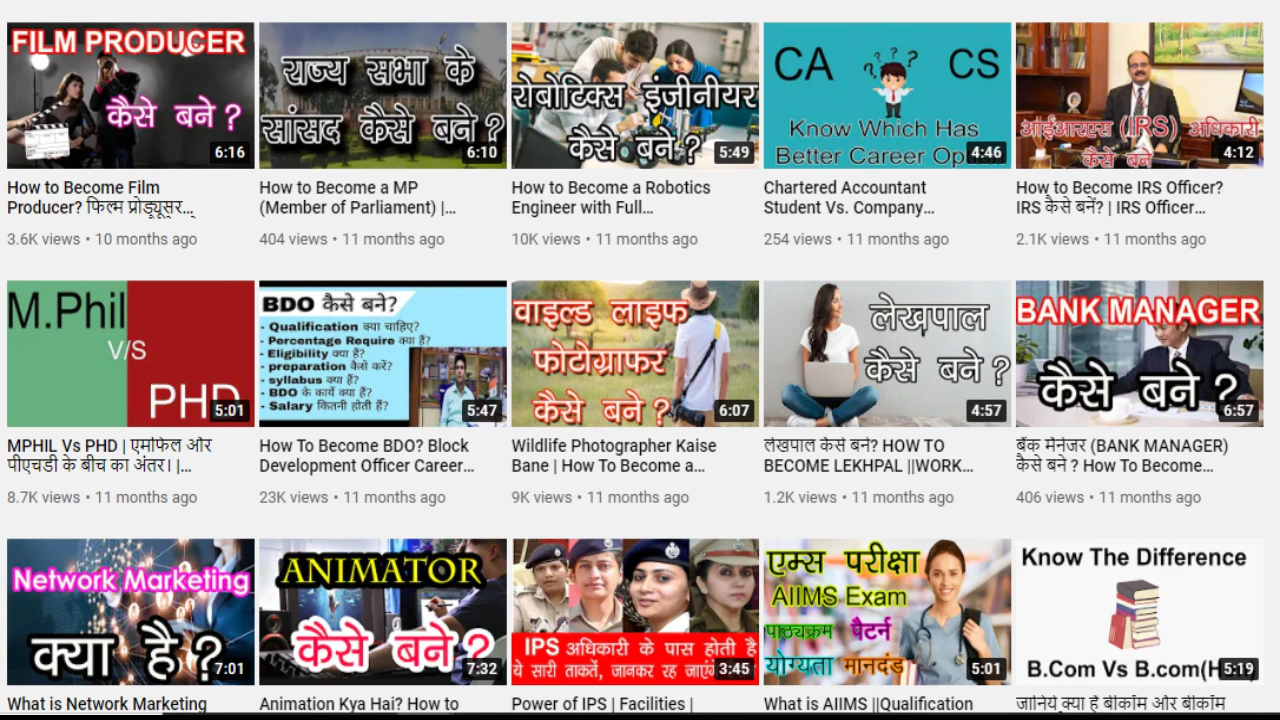 FILM PRODUCER
कैसे बने ?
6:16
How to Become Film
Producer? फिल्म प्रोड्यूसर...
3.6K views • 10 months ago
राज्य सभा के
सांसद कैसे बने ?
6:10
How to Become a MP
(Member of Parliament) |...
404 views • 11 months ago
रोबोटिक्स इंजीनीयर
कैसे बने ?
5:49
How to Become a Robotics
Engineer with Full...
10K views • 11 months ago
CA CS
? ? ? ?
Know Which Has
Better Career Op
4:46
Chartered Accountant
Student Vs. Company...
254 views • 11 months ago
आईआरएस (IRS) अधिकारी
कैसे बने
4:12
How to Become IRS Officer?
IRS कैसे बनें? | IRS Officer...
2.1K views • 11 months ago
M.Phil
V/S
PHD
5:01
MPHIL Vs PHD | एमफिल और
पीएचडी के बीच का अंतर। |...
8.7K views • 11 months ago
BDO कैसे बने?
- Qualification क्या चाहिए?
- Percentage Require क्या हैं?
- Eligibility क्या हैं?
- preparation कैसे करें?
- syllabus क्या हैं?
- BDO के कार्य क्या हैं?
- Salary कितनी होती हैं?
5:47
How To Become BDO? Block
Development Officer Career...
23K views • 11 months ago
वाइल्ड लाइफ
फोटोग्राफर
कैसे बने ?
6:07
Wildlife Photographer Kaise
Bane | How To Become a...
9K views • 11 months ago
लेखपाल
कैसे बने ?
4:57
लेखपाल कैसे बने? HOW TO
BECOME LEKHPAL ||WORK...
1.2K views • 11 months ago
BANK MANAGER
कैसे बने ?
6:57
बैंक मैनेजर (BANK MANAGER)
कैसे बने ? How To Become...
406 views • 11 months ago
Network Marketing
क्या है ?
7:01
What is Network Marketing
ANIMATOR
कैसे बने ?
7:32
Animation Kya Hai? How to
IPS अधिकारी के पास होती है
ये सारी ताकतें, जानकर रह जाएंगे
3:45
Power of IPS | Facilities |
एम्स परीक्षा
AIIMS Exam
पाठ्यक्रम पैटर्न
योग्यता मानदंड
5:01
What is AIIMS ||Qualification
Know The Difference
B.Com Vs B.com(H
5:19
जानिये क्या है बीकॉम और बीकॉम